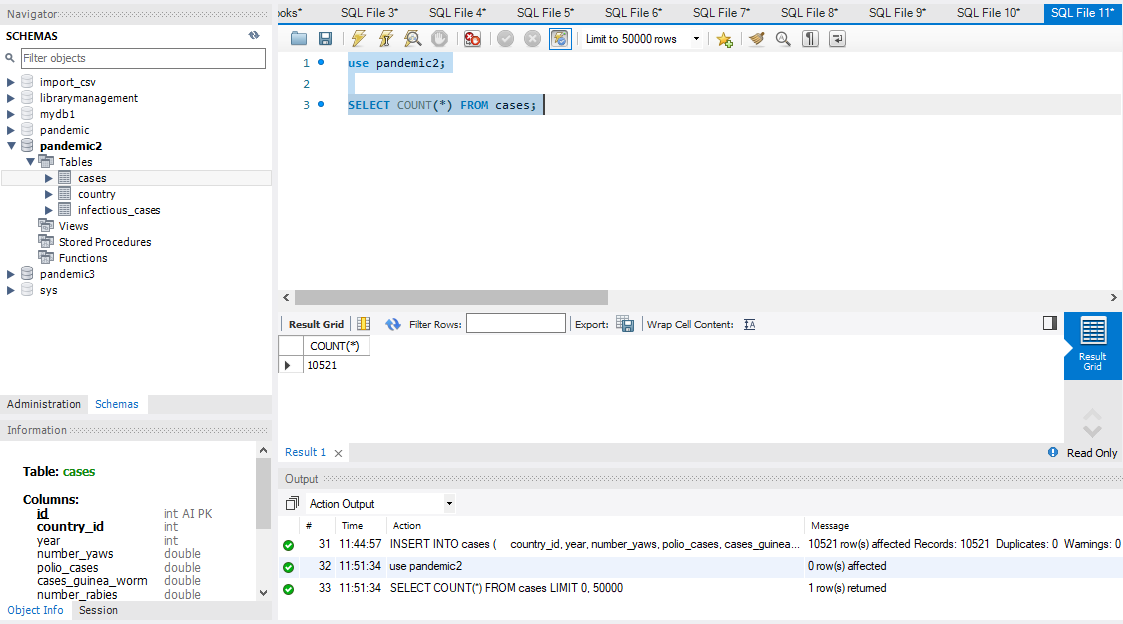 Navigator
ooks* SQL File 3* SQL File 4* SQL File 5* SQL File 6* SQL File 7* SQL File 8* SQL File 9* SQL File 10* SQL File 11*
SCHEMAS
Limit to 50000 rows
Filter objects
import_csv
librarymanagement
mydb1
pandemic
pandemic2
Tables
cases
country
infectious_cases
Views
Stored Procedures
Functions
pandemic3
sys
1 use pandemic2;
2
3 SELECT COUNT(*) FROM cases;
Result Grid Filter Rows: Export: Wrap Cell Content:
COUNT(*)
10521
Result
Grid
Administration Schemas
Information
Table: cases
Columns:
id int AI PK
country_id int
year int
number_yaws double
polio_cases double
cases_guinea_worm double
number_rabies double
Object Info Session
Result 1
Read Only
Output
Action Output
# Time Action Message
31 11:44:57 INSERT INTO cases ( country_id, year, number_yaws, polio_cases, cases_guinea... 10521 row(s) affected Records: 10521 Duplicates: 0 Warnings: 0
32 11:51:34 use pandemic2 0 row(s) affected
33 11:51:34 SELECT COUNT(*) FROM cases LIMIT 0, 50000 1 row(s) returned